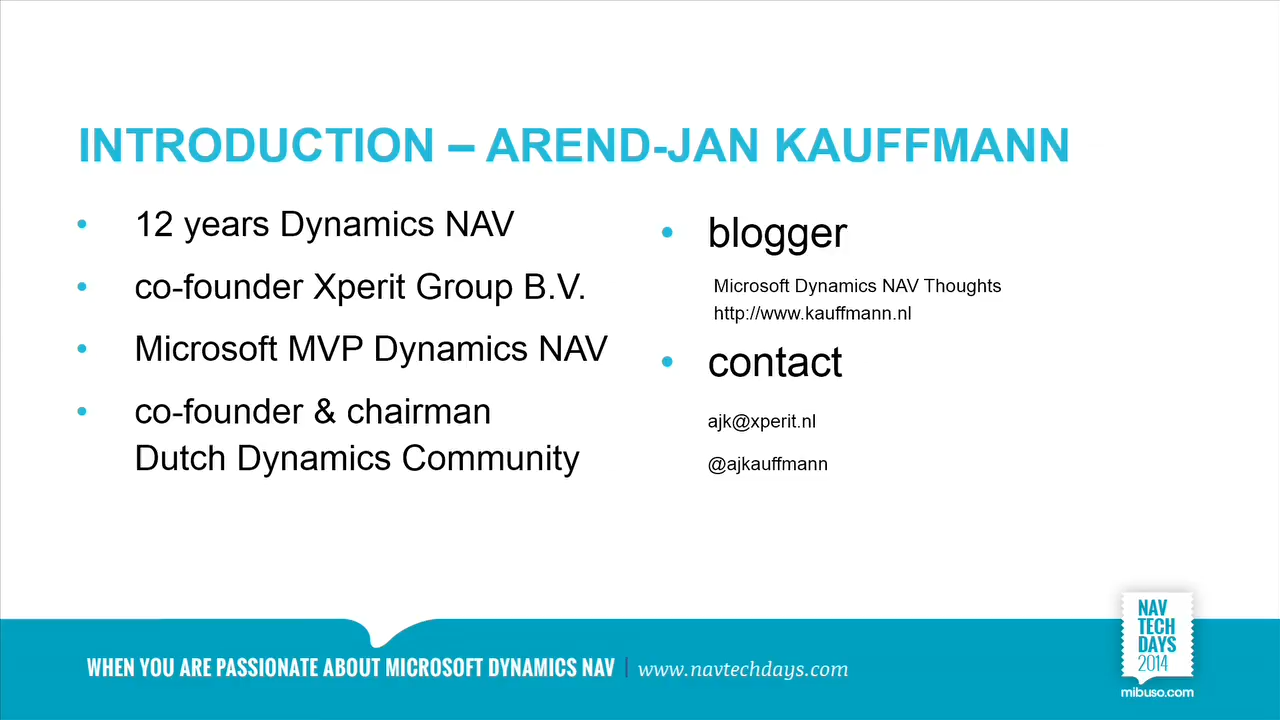 INTRODUCTION – AREND-JAN KAUFFMANN
• 12 years Dynamics NAV
• co-founder Xperit Group B.V.
• Microsoft MVP Dynamics NAV
• co-founder & chairman
Dutch Dynamics Community
• blogger
Microsoft Dynamics NAV Thoughts
http://www.kauffmann.nl
• contact
ajk@xperit.nl
@ajkauffmann
WHEN YOU ARE PASSIONATE ABOUT MICROSOFT DYNAMICS NAV | www.navtechdays.com
NAV
TECH
DAYS
2014
mibuso.com